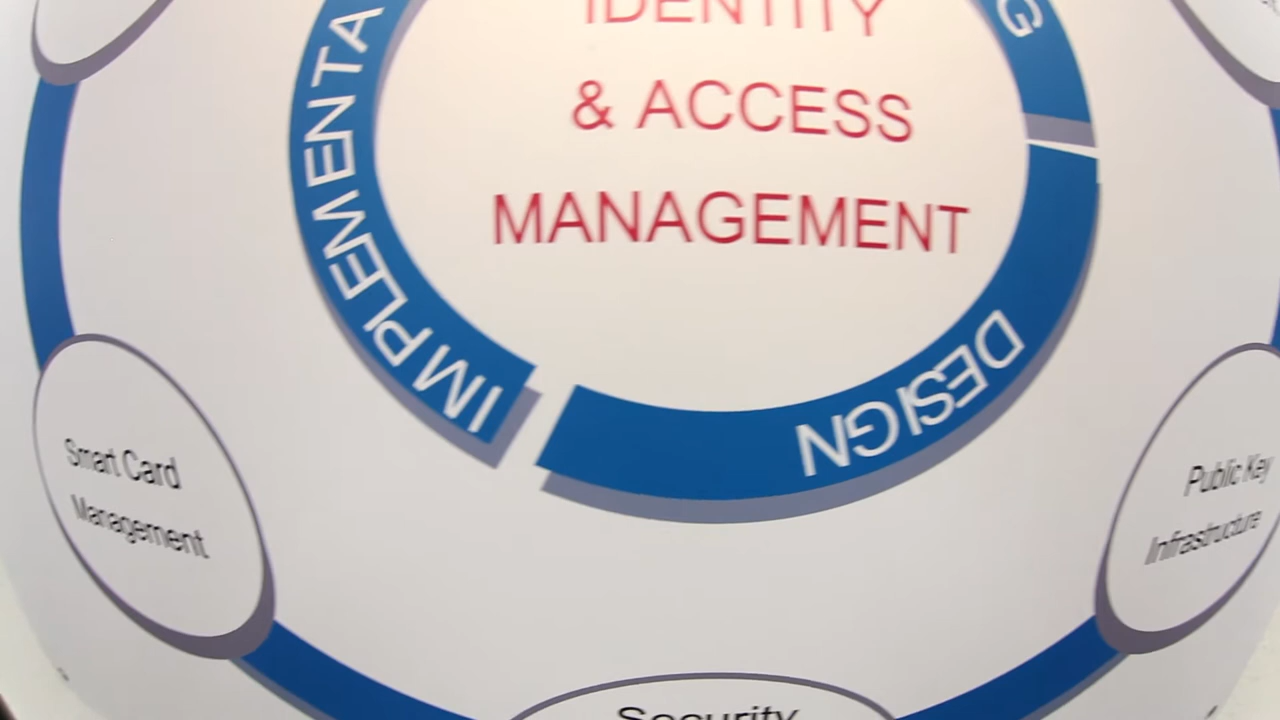 IDENTITY
& ACCESS
MANAGEMENT
IMPLEMENTA
G
DESIGN
Smart Card
Management
Public Key
Infrastructure
Security